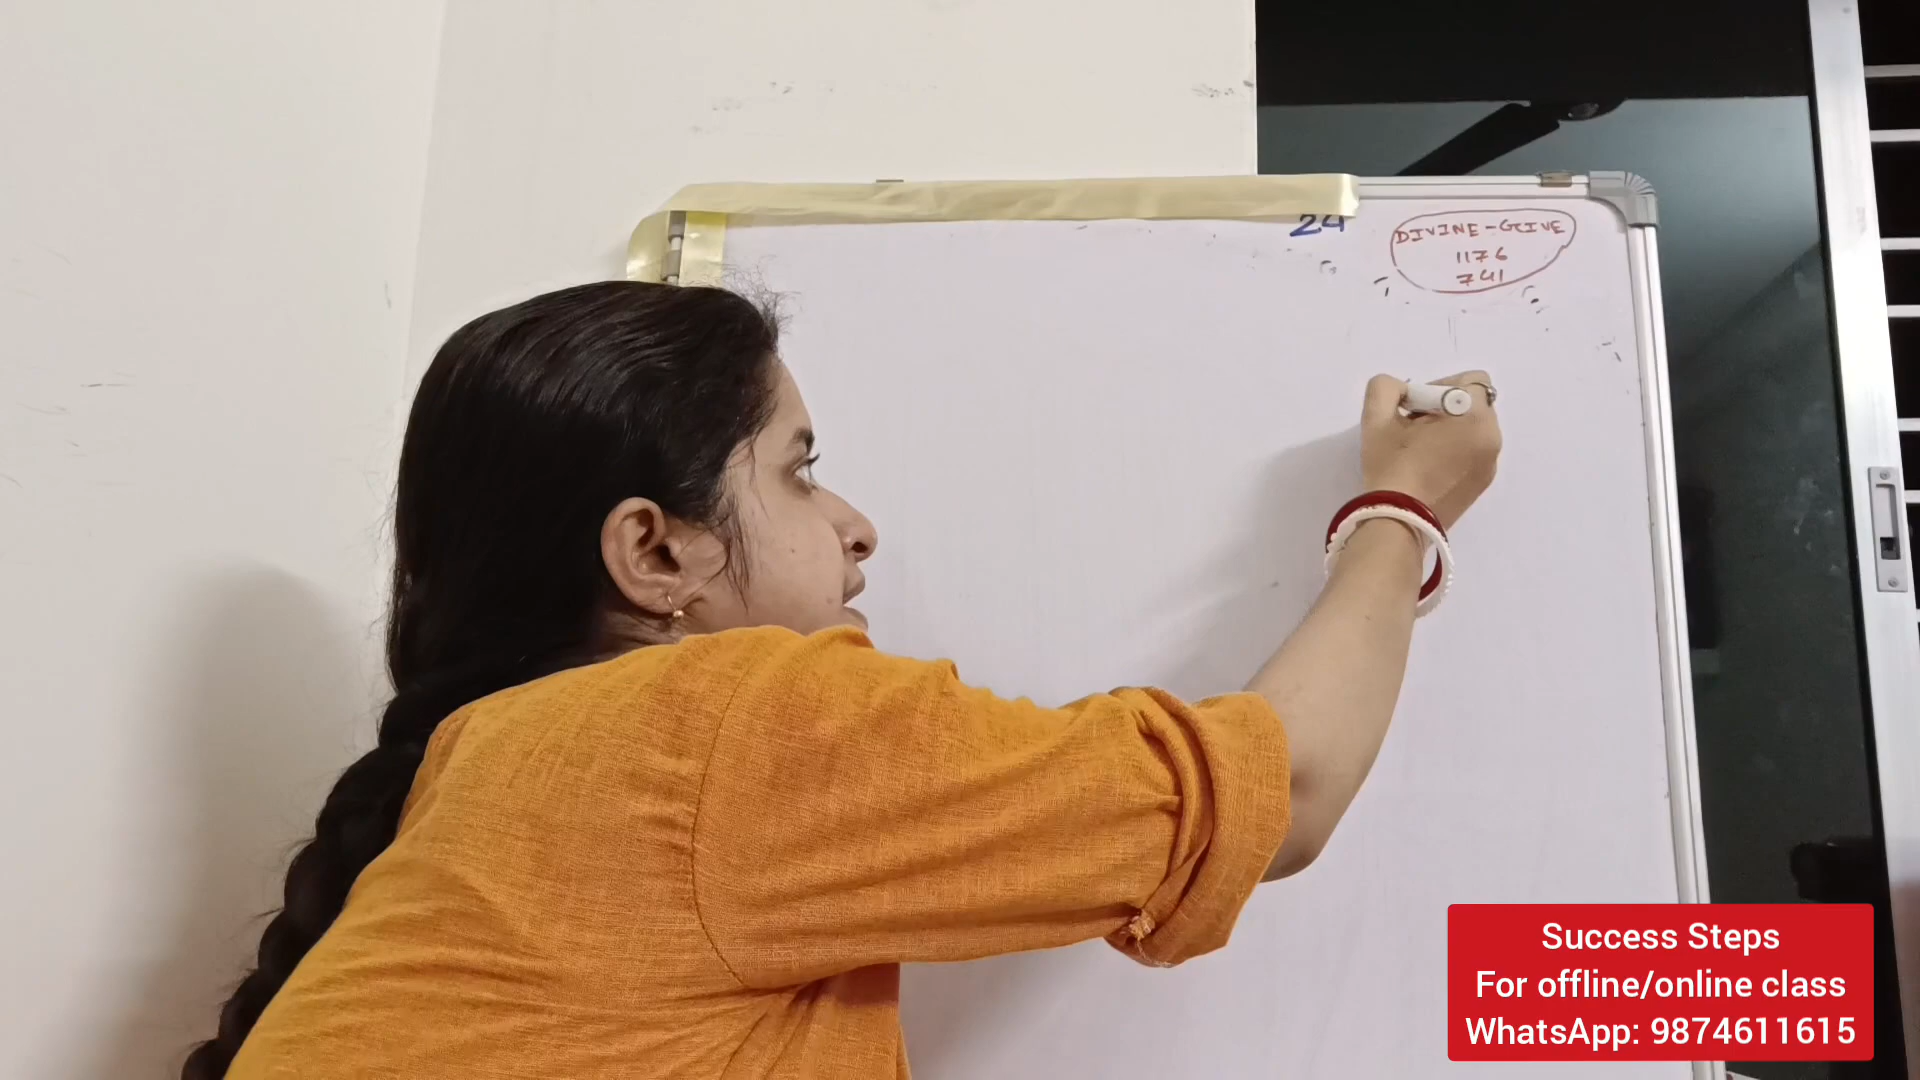 24
DIVINE-GIVE
1176
741
Success Steps
For offline/online class
WhatsApp: 9874611615